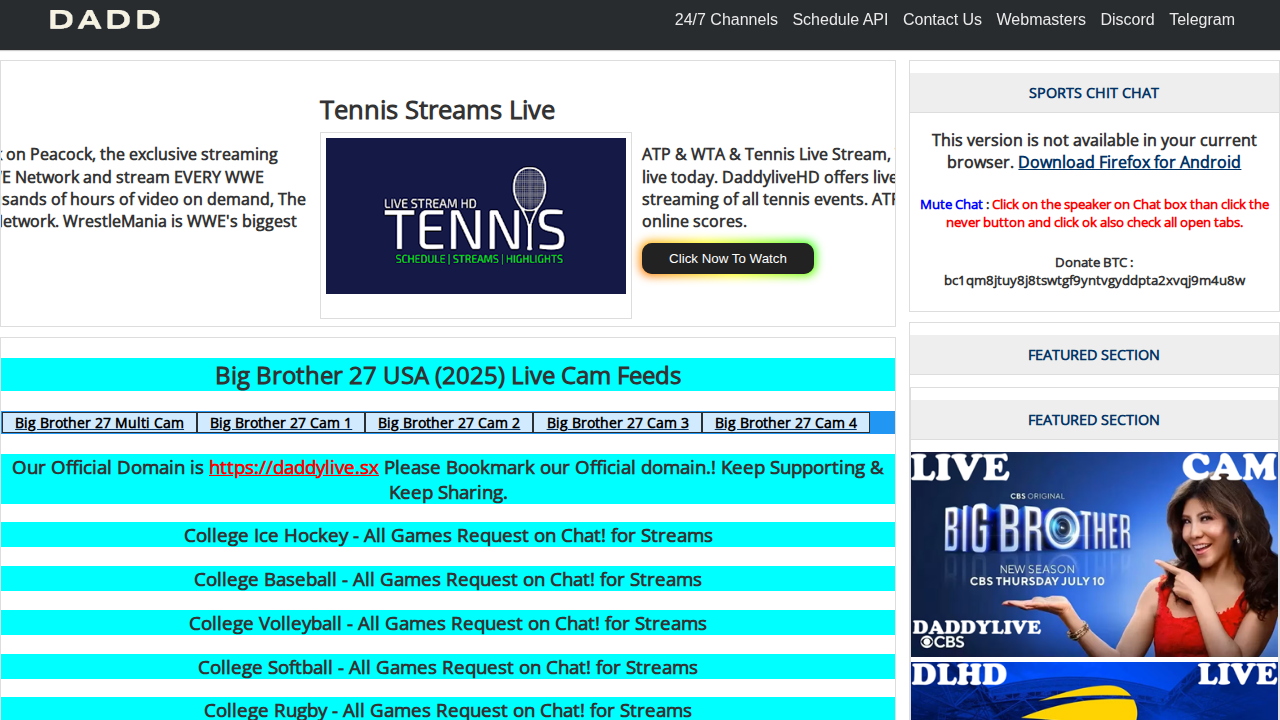 DADD
24/7 Channels Schedule API Contact Us Webmasters Discord Telegram
on Peacock, the exclusive streaming
E Network and stream EVERY WWE
sands of hours of video on demand, The
etwork. WrestleMania is WWE's biggest
Tennis Streams Live
LIVE STREAM HD
TENNIS
SCHEDULE | STREAMS | HIGHLIGHTS
ATP & WTA & Tennis Live Stream,
live today. DaddyliveHD offers live
streaming of all tennis events. ATP
online scores.
Click Now To Watch
Big Brother 27 USA (2025) Live Cam Feeds
Big Brother 27 Multi Cam Big Brother 27 Cam 1 Big Brother 27 Cam 2 Big Brother 27 Cam 3 Big Brother 27 Cam 4
Our Official Domain is https://daddylive.sx Please Bookmark our Official domain.! Keep Supporting &
Keep Sharing.
College Ice Hockey - All Games Request on Chat! for Streams
College Baseball - All Games Request on Chat! for Streams
College Volleyball - All Games Request on Chat! for Streams
College Softball - All Games Request on Chat! for Streams
College Rugby - All Games Request on Chat! for Streams
SPORTS CHIT CHAT
This version is not available in your current
browser. Download Firefox for Android
Mute Chat : Click on the speaker on Chat box than click the
never button and click ok also check all open tabs.
Donate BTC :
bc1qm8jtuy8j8tswtgf9yntvgyddpta2xvqj9m4u8w
FEATURED SECTION
FEATURED SECTION
LIVE CAM
CBS ORIGINAL
BIG BROTHER
NEW SEASON
CBS THURSDAY JULY 10
DADDYLIVE
CBS
DLHD LIVE